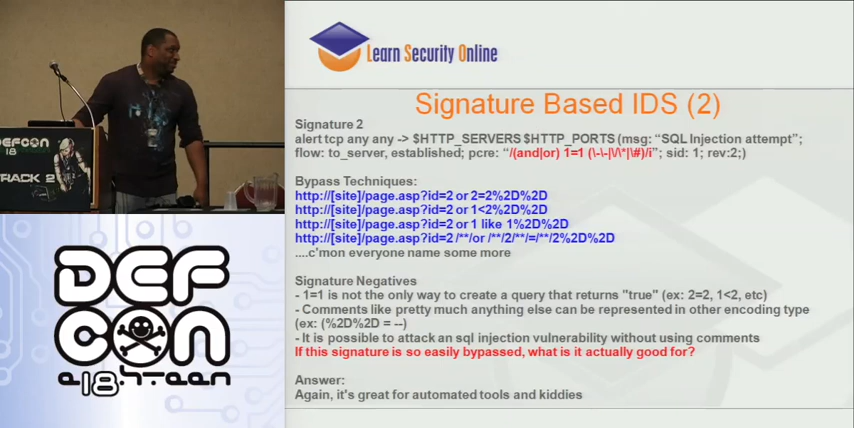 DEFCON
18
TRACK 2
DEF
CON
e18hteen
Learn Security Online
Signature Based IDS (2)
Signature 2
alert tcp any any -> $HTTP_SERVERS $HTTP_PORTS (msg: “SQL Injection attempt”;
flow: to_server, established; pcre: “/(and|or) 1=1 (\-\-|\/\*|\#)/i”; sid: 1; rev:2;)
Bypass Techniques:
http://[site]/page.asp?id=2 or 2=2%2D%2D
http://[site]/page.asp?id=2 or 1<2%2D%2D
http://[site]/page.asp?id=2 or 1 like 1%2D%2D
http://[site]/page.asp?id=2 /**/or /**/2/**/=/**/2%2D%2D
....c'mon everyone name some more
Signature Negatives
- 1=1 is not the only way to create a query that returns "true" (ex: 2=2, 1<2, etc)
- Comments like pretty much anything else can be represented in other encoding type
(ex: (%2D%2D = --)
- It is possible to attack an sql injection vulnerability without using comments
If this signature is so easily bypassed, what is it actually good for?
Answer:
Again, it's great for automated tools and kiddies